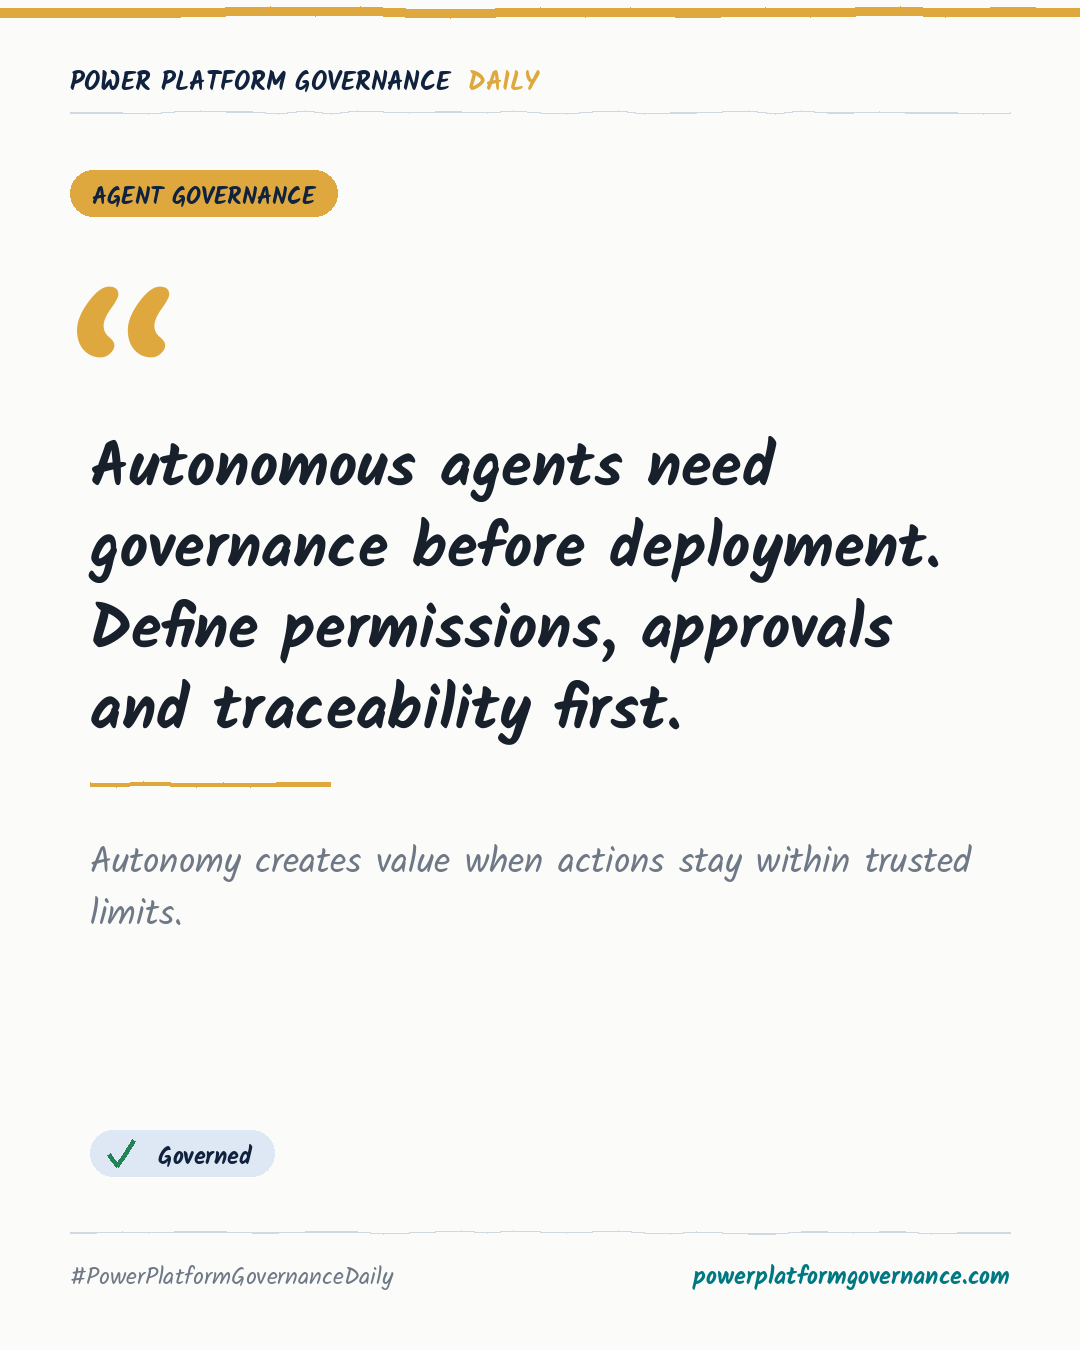 POWER PLATFORM GOVERNANCE DAILY
AGENT GOVERNANCE
“
Autonomous agents need
governance before deployment.
Define permissions, approvals
and traceability first.
Autonomy creates value when actions stay within trusted
limits.
Governed
#PowerPlatformGovernanceDaily
powerplatformgovernance.com